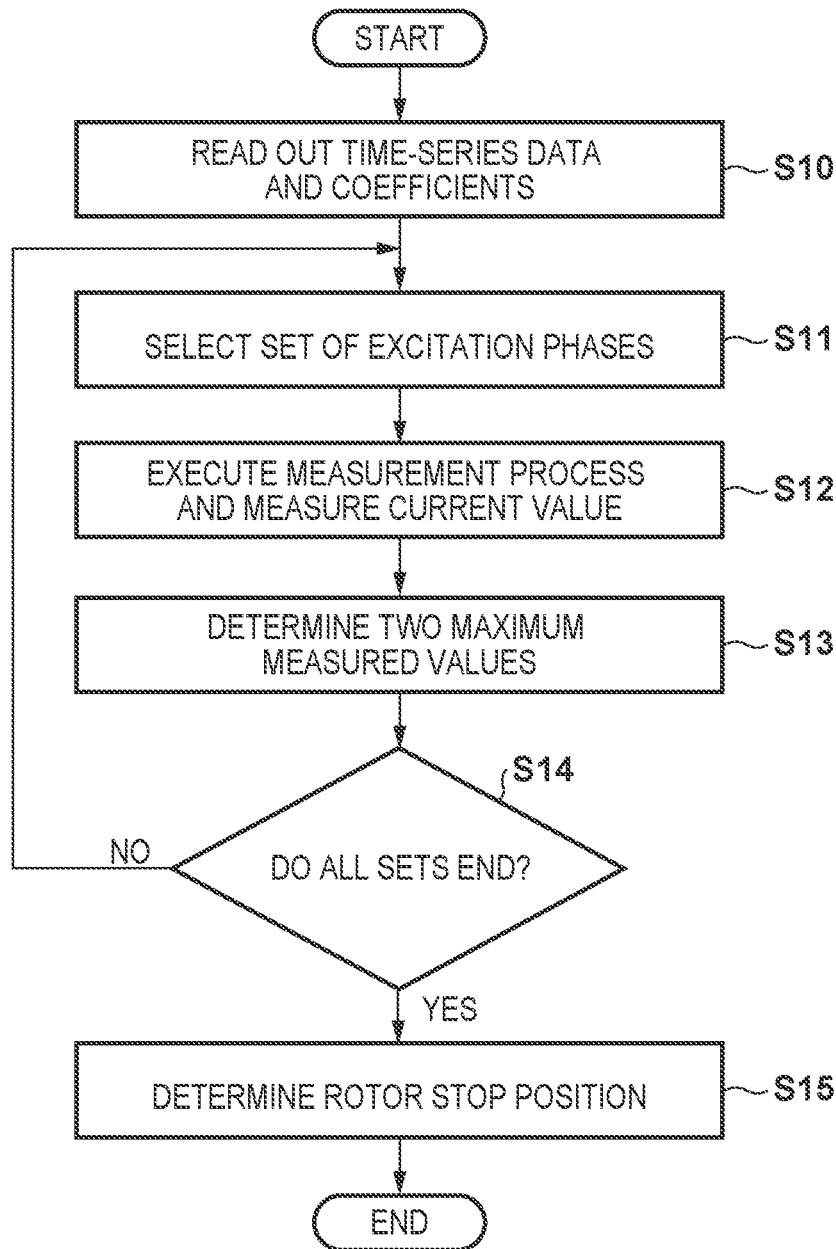 START
READ OUT TIME-SERIES DATA
AND COEFFICIENTS
S10
SELECT SET OF EXCITATION PHASES
S11
EXECUTE MEASUREMENT PROCESS
AND MEASURE CURRENT VALUE
S12
DETERMINE TWO MAXIMUM
MEASURED VALUES
S13
S14
NO
DO ALL SETS END?
YES
DETERMINE ROTOR STOP POSITION
S15
END